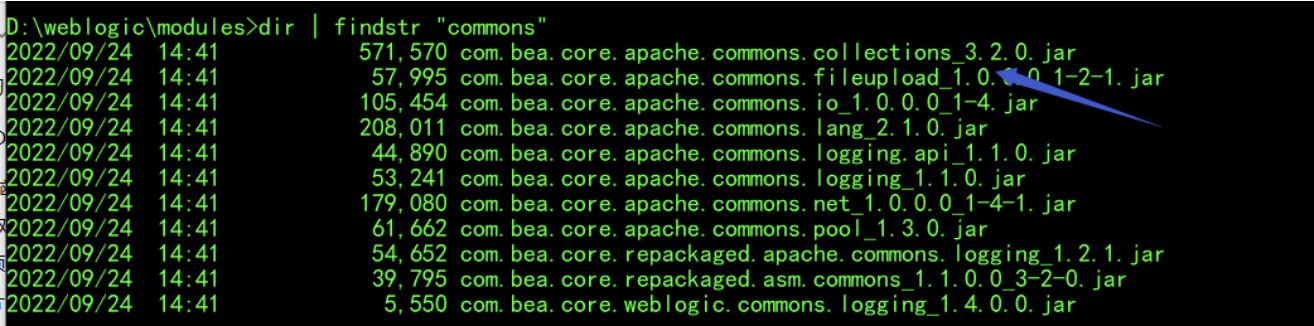 D:\weblogic\modules>dir | findstr "commons"
2022/09/24  14:41           571,570 com.bea.core.apache.commons.collections_3.2.0.jar
2022/09/24  14:41            57,995 com.bea.core.apache.commons.fileupload_1.0.0.0_1-2-1.jar
2022/09/24  14:41           105,454 com.bea.core.apache.commons.io_1.0.0.0_1-4.jar
2022/09/24  14:41           208,011 com.bea.core.apache.commons.lang_2.1.0.jar
2022/09/24  14:41            44,890 com.bea.core.apache.commons.logging.api_1.1.0.jar
2022/09/24  14:41            53,241 com.bea.core.apache.commons.logging_1.1.0.jar
2022/09/24  14:41           179,080 com.bea.core.apache.commons.net_1.0.0.0_1-4-1.jar
2022/09/24  14:41            61,662 com.bea.core.apache.commons.pool_1.3.0.jar
2022/09/24  14:41            54,652 com.bea.core.repackaged.apache.commons.logging_1.2.1.jar
2022/09/24  14:41            39,795 com.bea.core.repackaged.asm.commons_1.1.0.0_3-2-0.jar
2022/09/24  14:41             5,550 com.bea.core.weblogic.commons.logging_1.4.0.0.jar